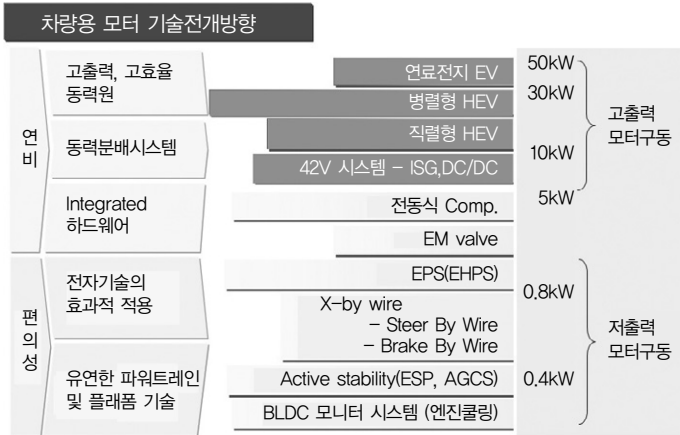 차량용 모터 기술전개방향
연비
고출력, 고효율
동력원
동력분배시스템
Integrated
하드웨어
편의성
전자기술의
효과적 적용
유연한 파워트레인
및 플래폼 기술
연료전지 EV
병렬형 HEV
직렬형 HEV
42V 시스템 - ISG,DC/DC
전동식 Comp.
EM valve
EPS(EHPS)
X-by wire
- Steer By Wire
- Brake By Wire
Active stability(ESP, AGCS)
BLDC 모니터 시스템 (엔진쿨링)
50kW
30kW
10kW
5kW
0.8kW
0.4kW
고출력
모터구동
저출력
모터구동